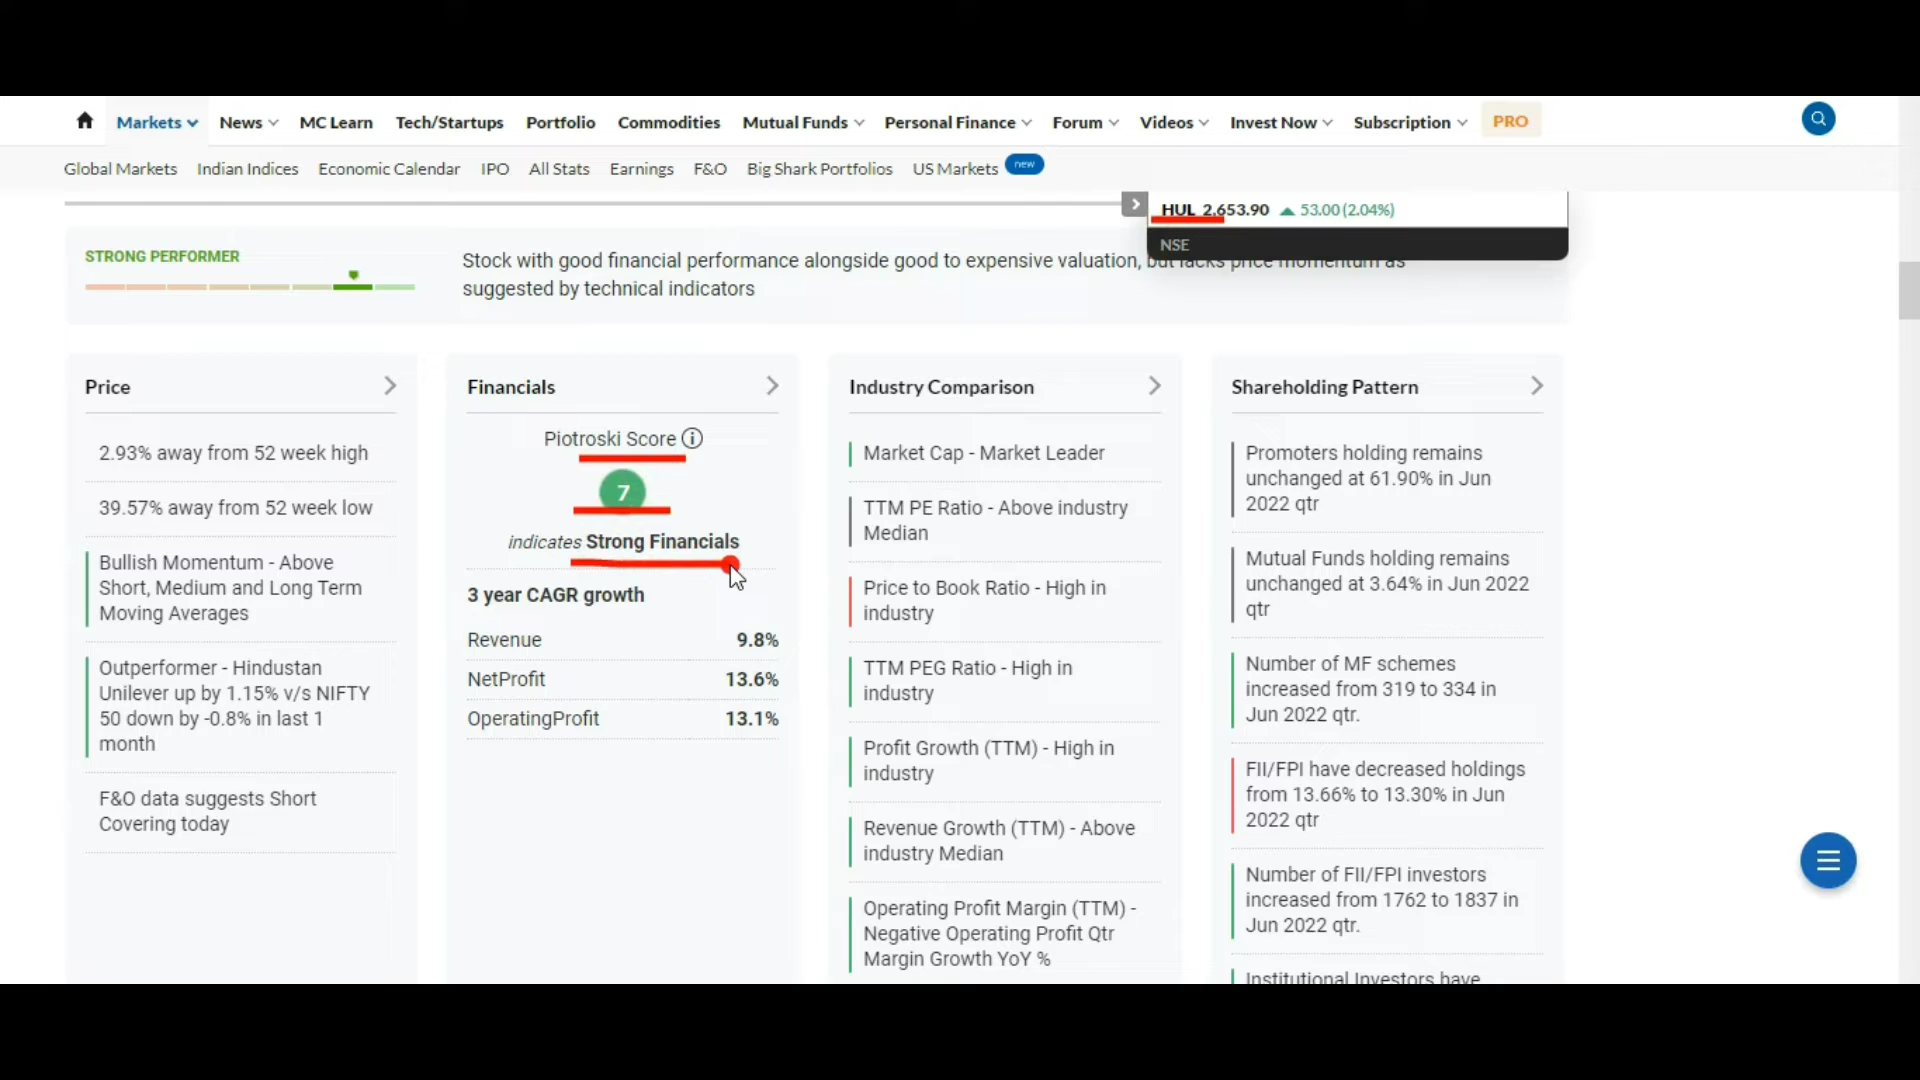 Markets News MC Learn Tech/Startups Portfolio Commodities Mutual Funds Personal Finance Forum Videos Invest Now Subscription PRO
Global Markets Indian Indices Economic Calendar IPO All Stats Earnings F&O Big Shark Portfolios US Markets new
HUL 2,653.90 53.00 (2.04%)
NSE
STRONG PERFORMER
Stock with good financial performance alongside good to expensive valuation, but lacks price momentum as
suggested by technical indicators
Price
2.93% away from 52 week high
39.57% away from 52 week low
Bullish Momentum - Above
Short, Medium and Long Term
Moving Averages
Outperformer - Hindustan
Unilever up by 1.15% v/s NIFTY
50 down by -0.8% in last 1
month
F&O data suggests Short
Covering today
Financials
Piotroski Score
7
indicates Strong Financials
3 year CAGR growth
Revenue 9.8%
NetProfit 13.6%
OperatingProfit 13.1%
Industry Comparison
Market Cap - Market Leader
TTM PE Ratio - Above industry
Median
Price to Book Ratio - High in
industry
TTM PEG Ratio - High in
industry
Profit Growth (TTM) - High in
industry
Revenue Growth (TTM) - Above
industry Median
Operating Profit Margin (TTM) -
Negative Operating Profit Qtr
Margin Growth YoY %
Shareholding Pattern
Promoters holding remains
unchanged at 61.90% in Jun
2022 qtr
Mutual Funds holding remains
unchanged at 3.64% in Jun 2022
qtr
Number of MF schemes
increased from 319 to 334 in
Jun 2022 qtr.
FII/FPI have decreased holdings
from 13.66% to 13.30% in Jun
2022 qtr
Number of FII/FPI investors
increased from 1762 to 1837 in
Jun 2022 qtr.
Institutional Investors have